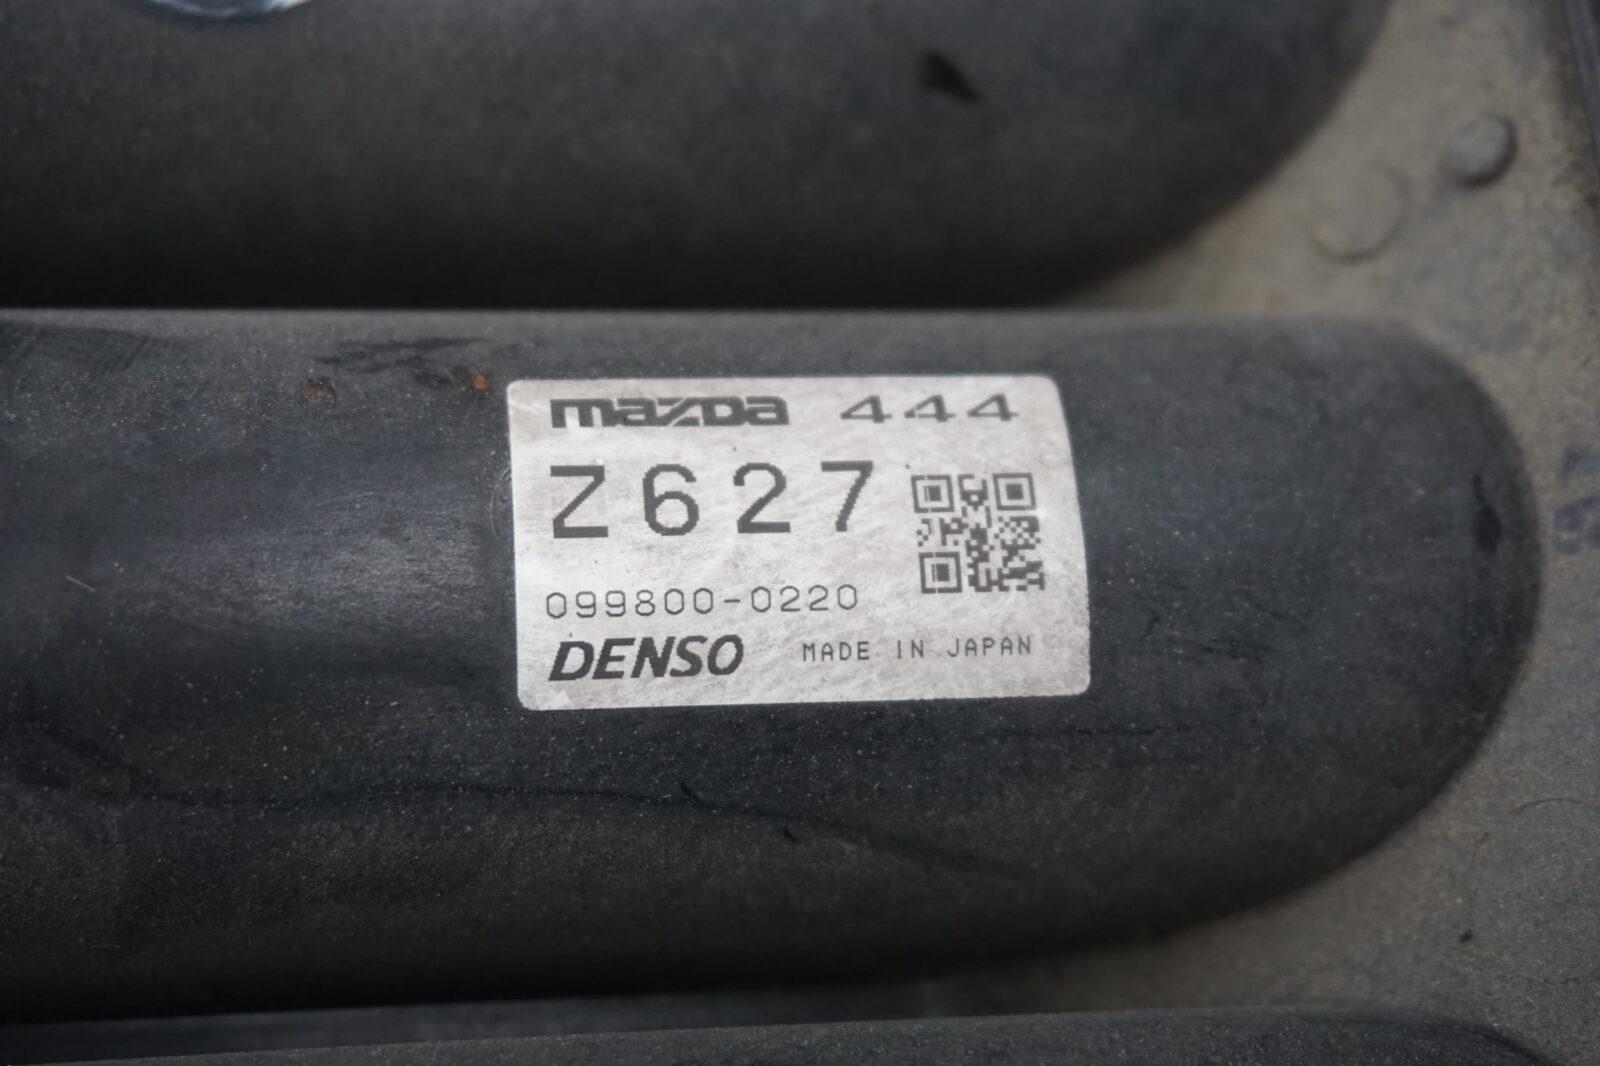 mazDa 444
Z627
099800-0220
DENSO MADE IN JAPAN